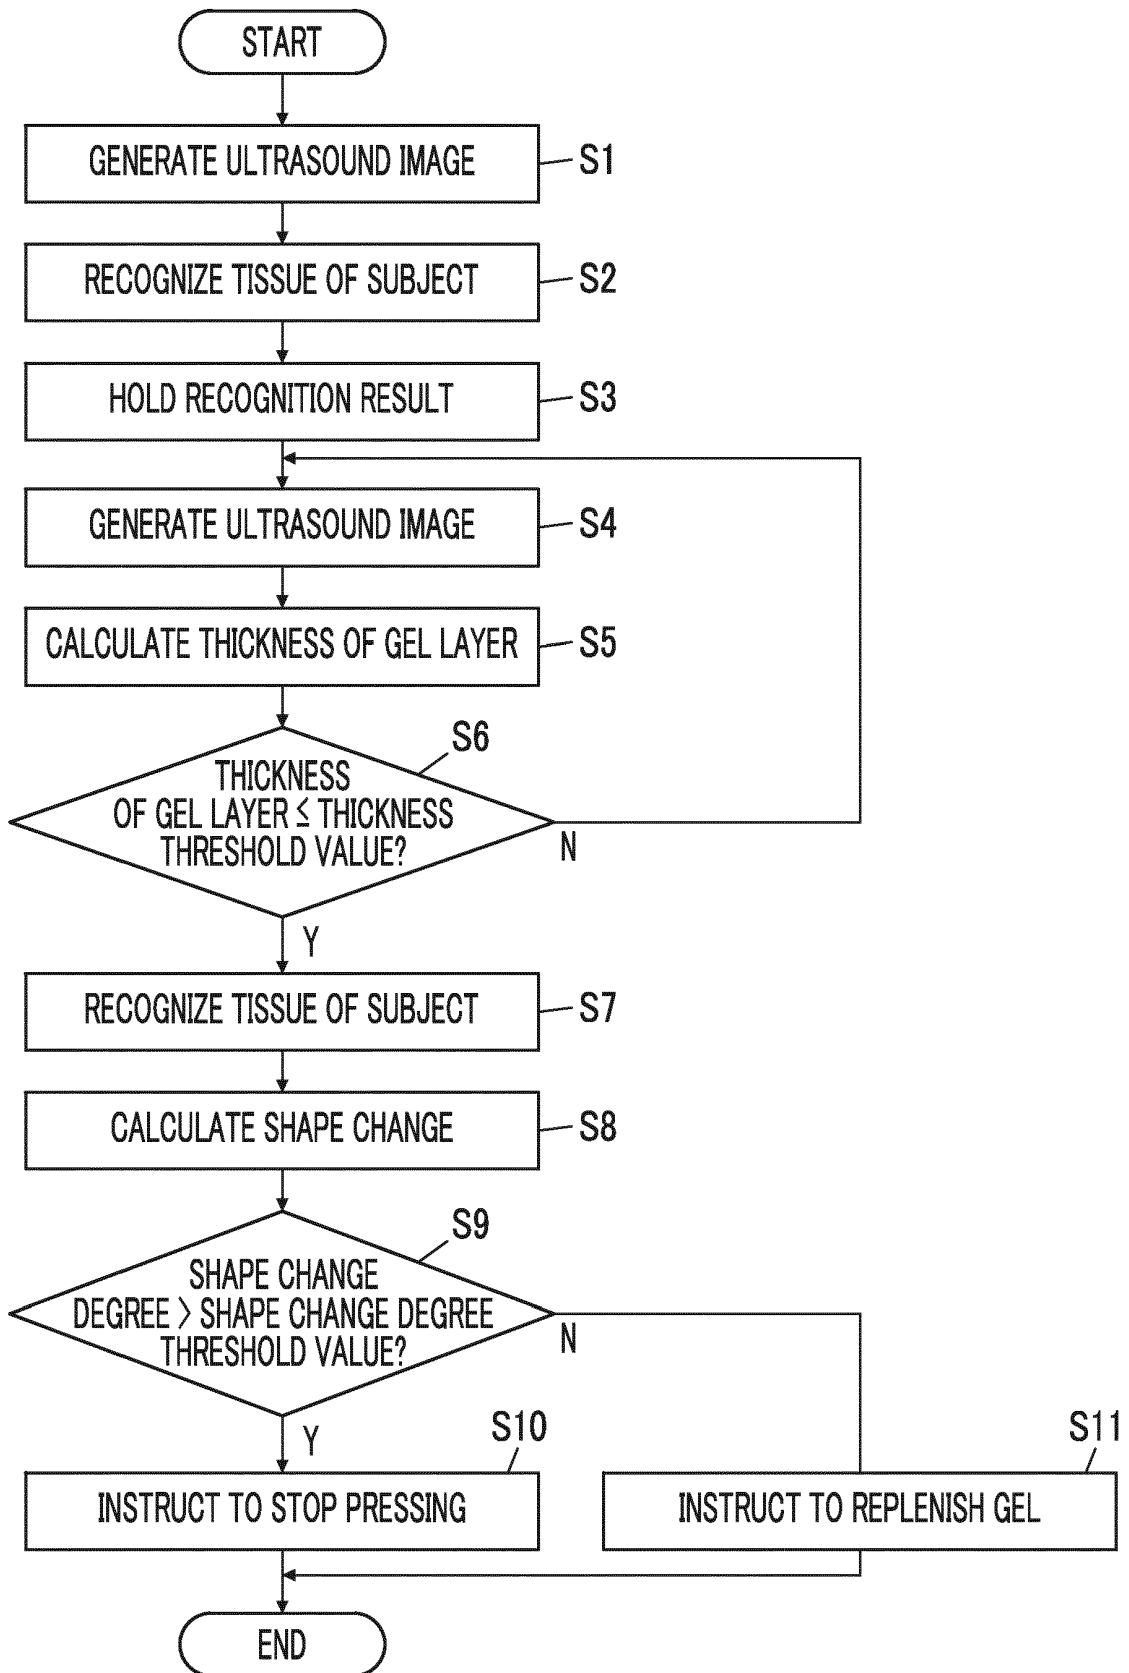 START
GENERATE ULTRASOUND IMAGE
S1
RECOGNIZE TISSUE OF SUBJECT
S2
HOLD RECOGNITION RESULT
S3
GENERATE ULTRASOUND IMAGE
S4
CALCULATE THICKNESS OF GEL LAYER
S5
S6
THICKNESS
OF GEL LAYER ≤ THICKNESS
THRESHOLD VALUE?
N
Y
RECOGNIZE TISSUE OF SUBJECT
S7
CALCULATE SHAPE CHANGE
S8
S9
SHAPE CHANGE
DEGREE > SHAPE CHANGE DEGREE
THRESHOLD VALUE?
N
Y
S10
INSTRUCT TO STOP PRESSING
S11
INSTRUCT TO REPLENISH GEL
END